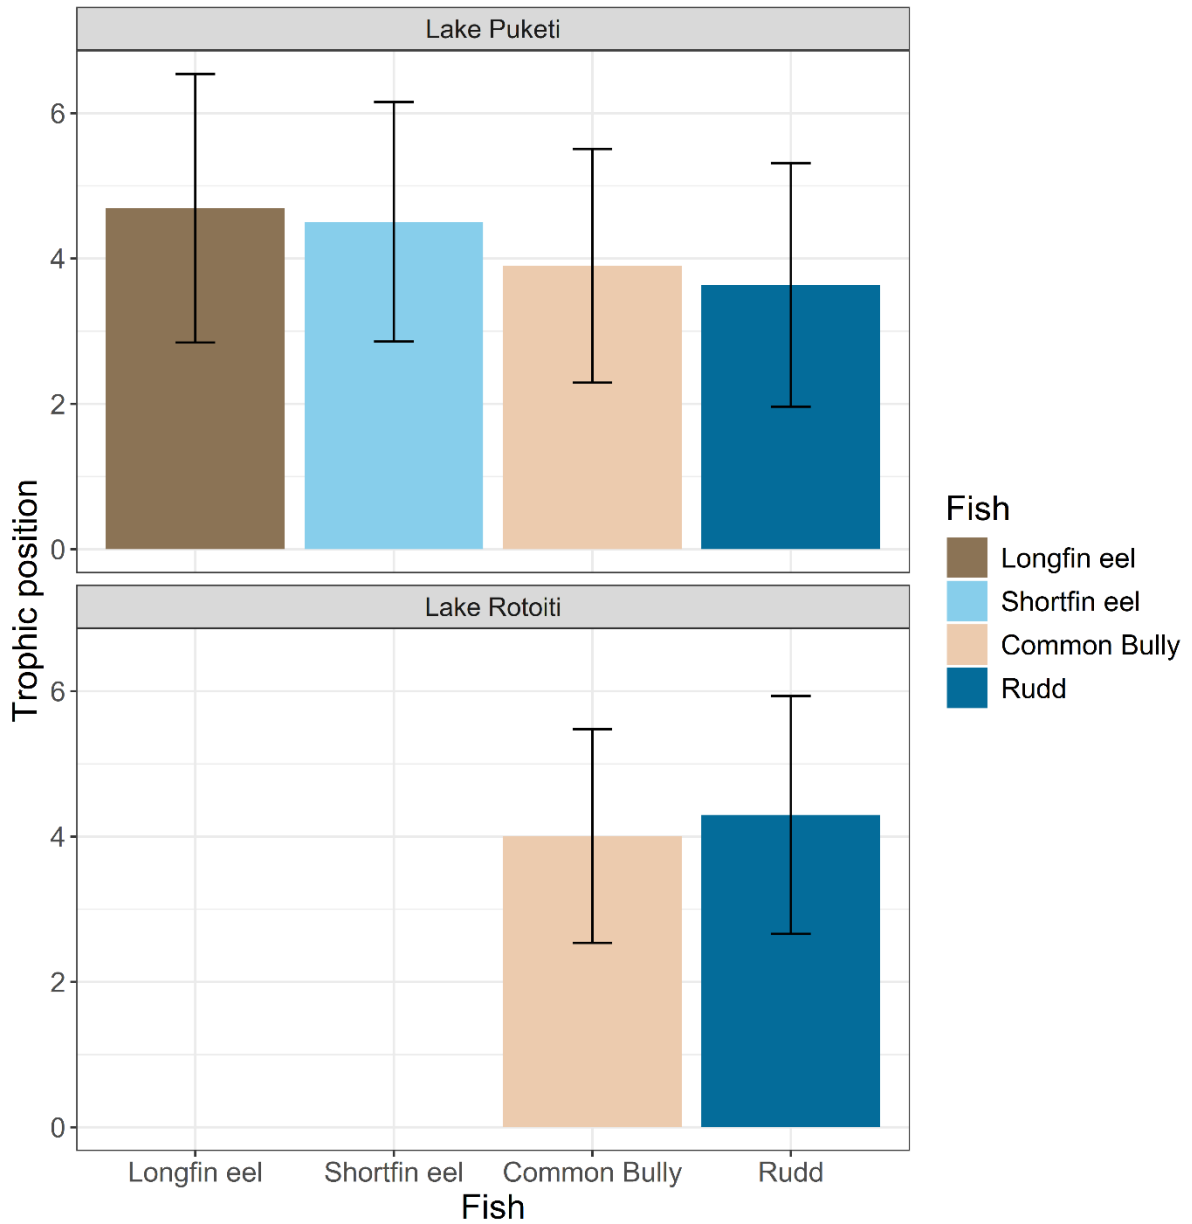 Lake Puketi
6
4
2
0
Lake Rotoiti
6
4
2
0
Trophic position
Longfin eel
Shortfin eel
Common Bully
Rudd
Fish
Fish
Longfin eel
Shortfin eel
Common Bully
Rudd